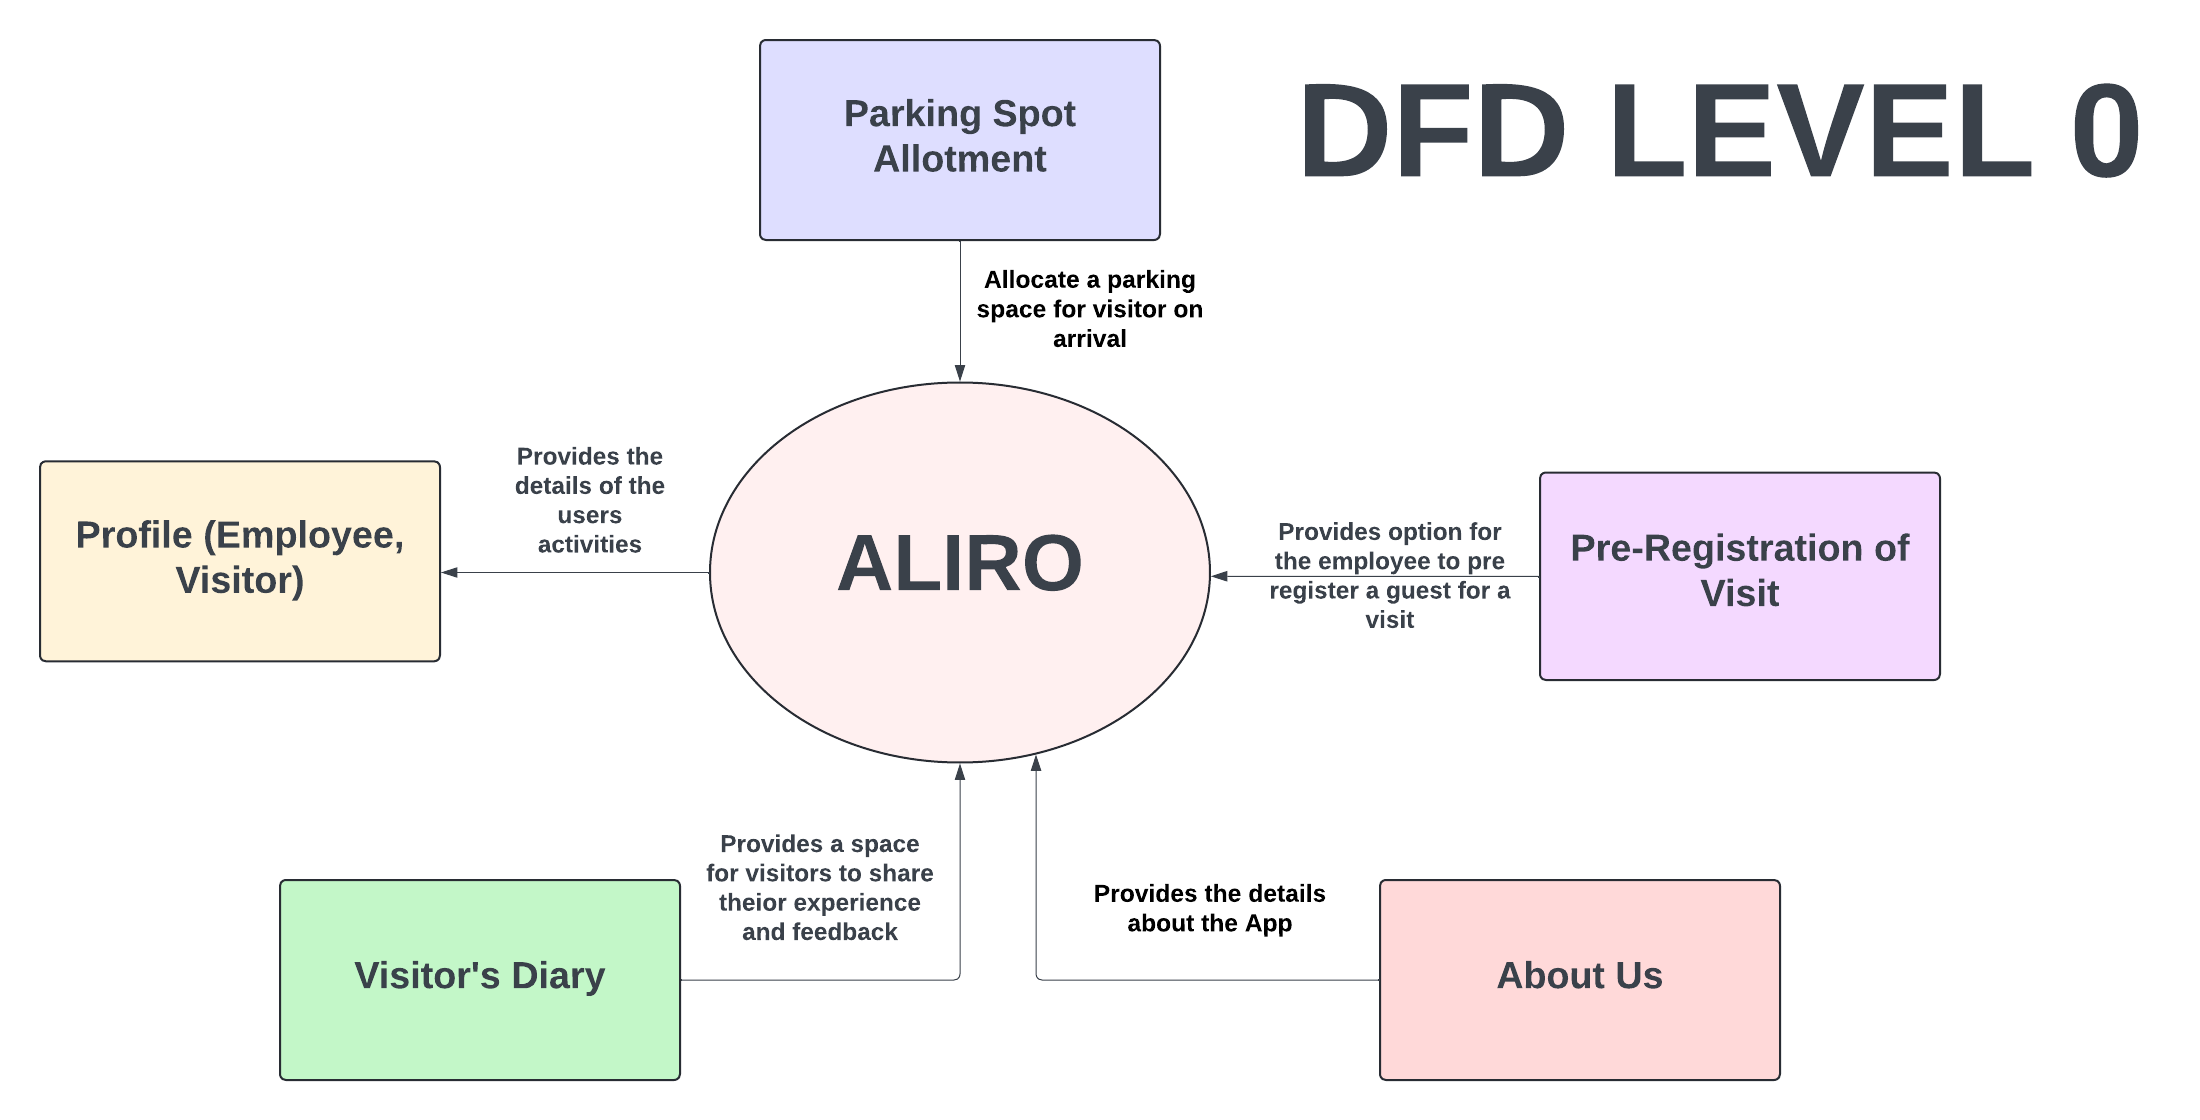 DFD LEVEL 0
Parking Spot
Allotment
Allocate a parking
space for visitor on
arrival
Provides the
details of the
users
activities
Profile (Employee,
Visitor)
ALIRO
Provides option for
the employee to pre
register a guest for a
visit
Pre-Registration of
Visit
Provides a space
for visitors to share
theior experience
and feedback
Visitor's Diary
Provides the details
about the App
About Us